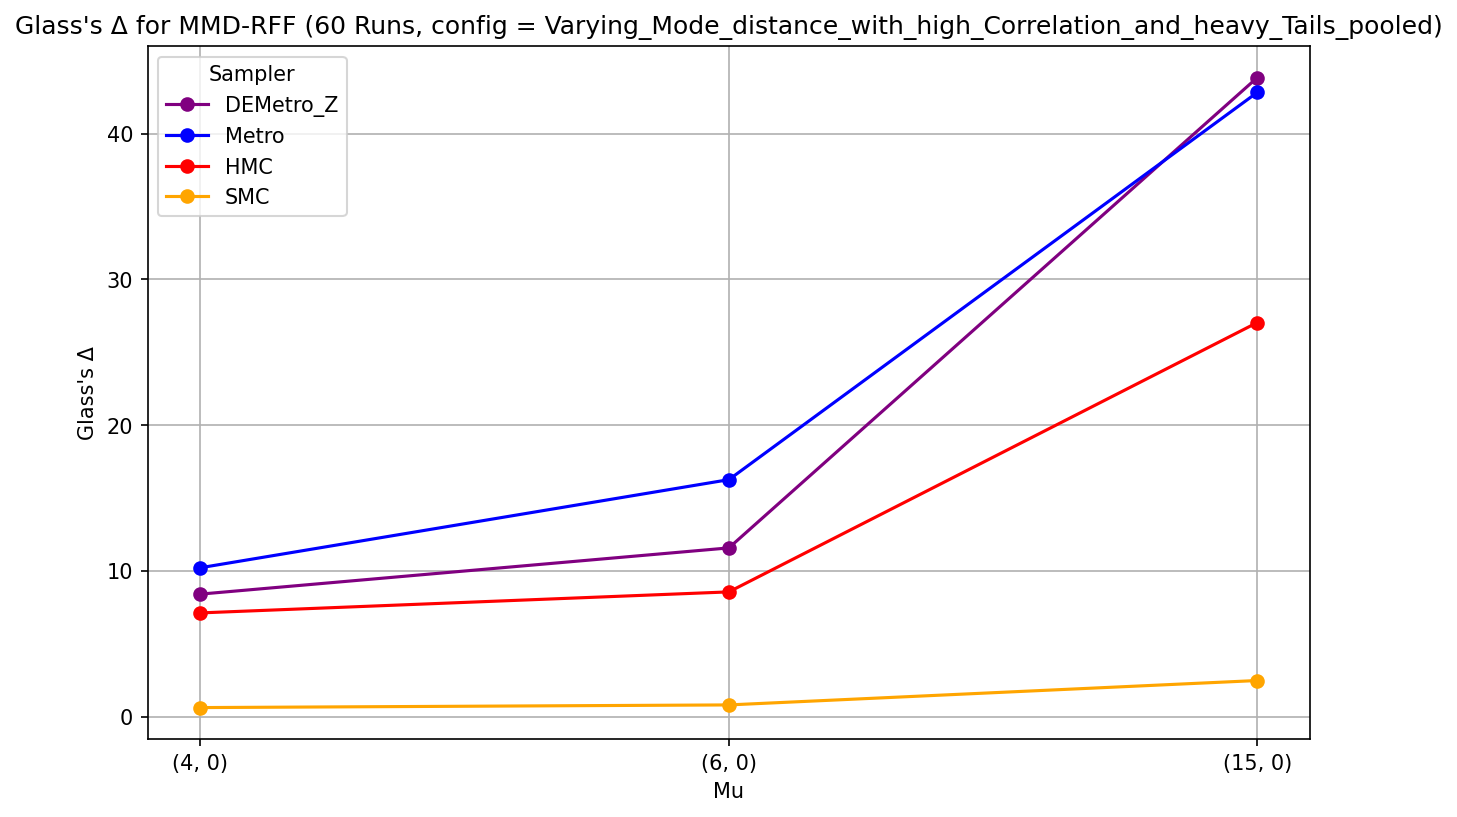 Glass's Δ for MMD-RFF (60 Runs, config = Varying_Mode_distance_with_high_Correlation_and_heavy_Tails_pooled)
Sampler
DEMetro_Z
Metro
HMC
SMC
Glass's Δ
40
30
20
10
0
(4, 0)
(6, 0)
(15, 0)
Mu